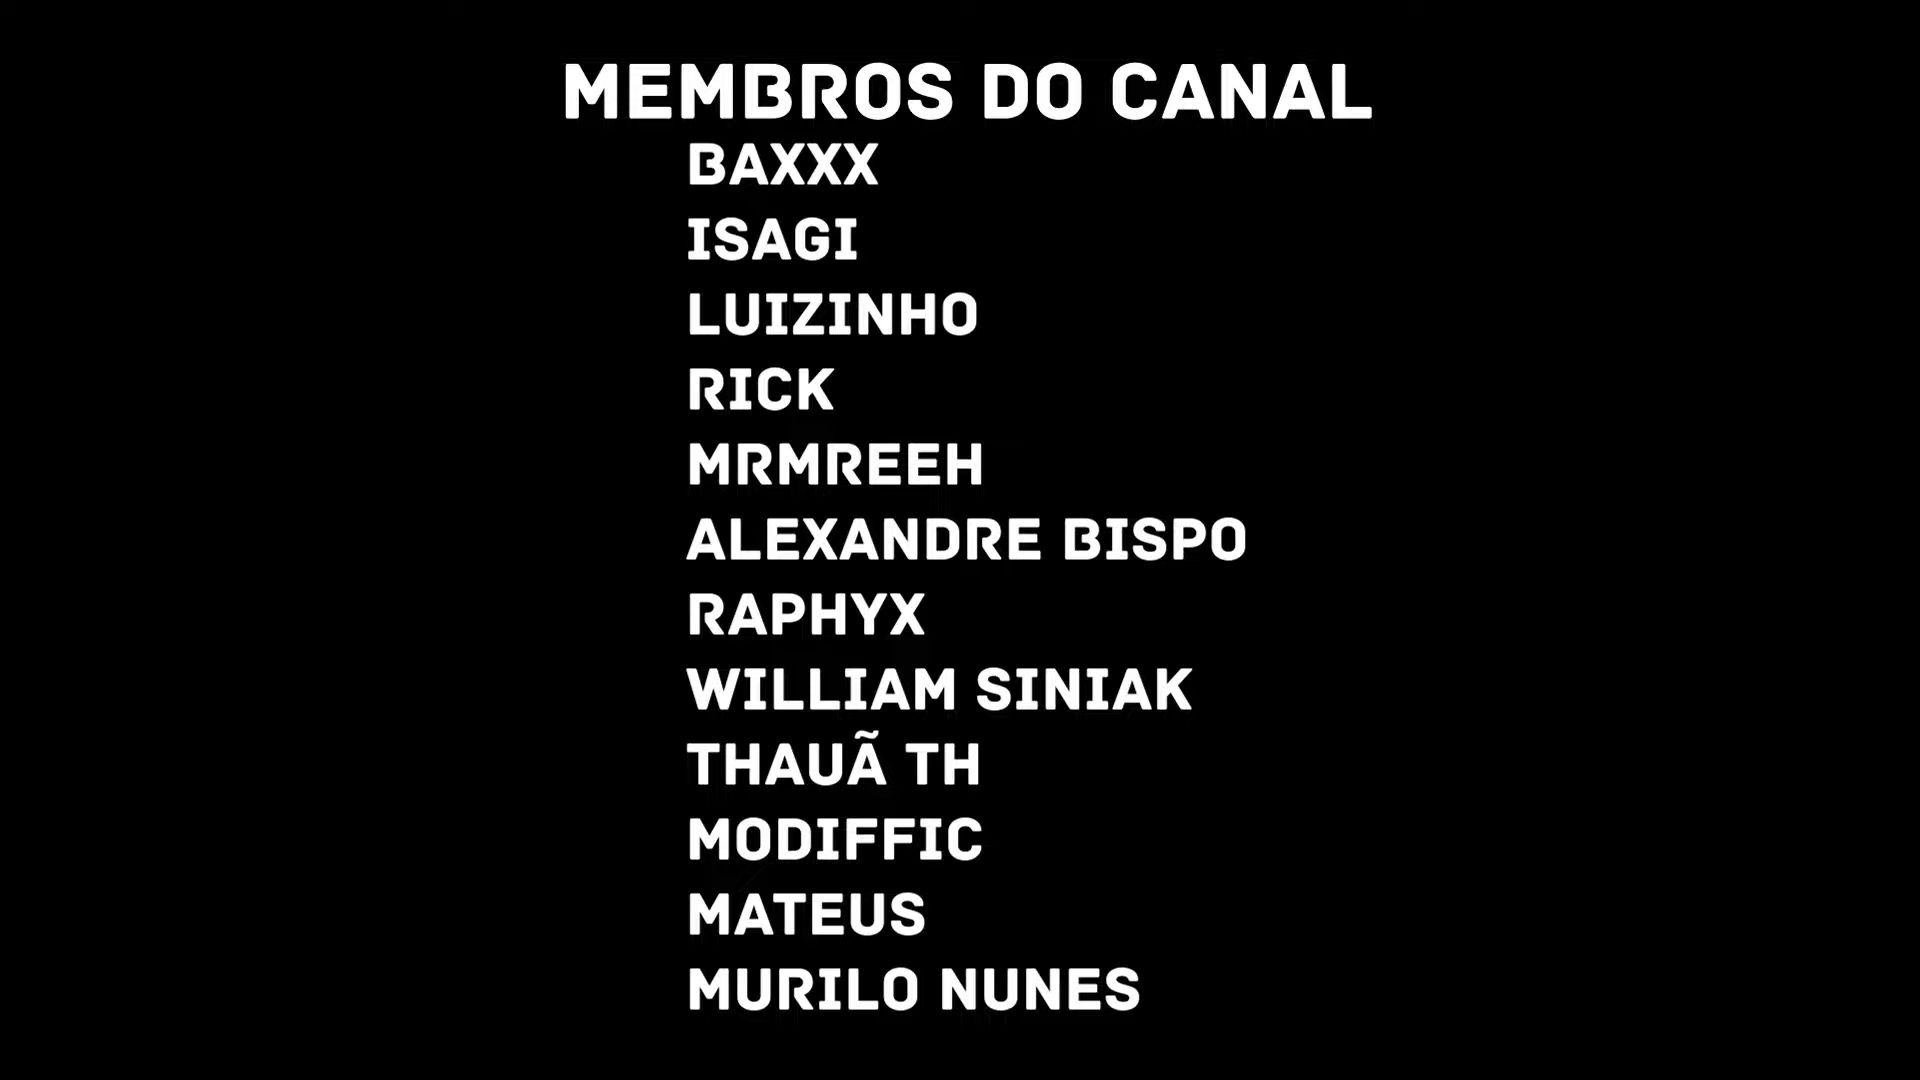 MEMBROS DO CANAL
BAXXX
ISAGI
LUIZINHO
RICK
MRMREEH
ALEXANDRE BISPO
RAPHYX
WILLIAM SINIAK
THAUÃ TH
MODIFFIC
MATEUS
MURILO NUNES